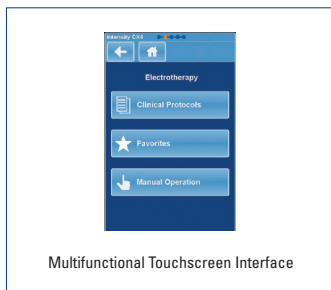 Intensity CX4
Electrotherapy
Clinical Protocols
Favorites
Manual Operation
Multifunctional Touchscreen Interface